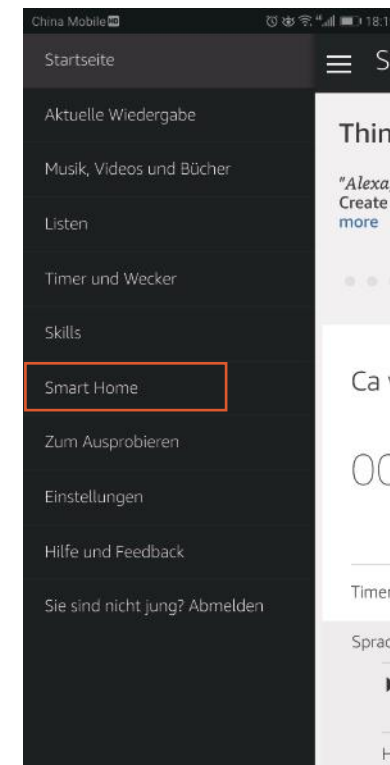 China Mobile HD 18:1
Startseite
Aktuelle Wiedergabe
Musik, Videos und Bücher
Listen
Timer und Wecker
Skills
Smart Home
Zum Ausprobieren
Einstellungen
Hilfe und Feedback
Sie sind nicht jung? Abmelden
S
Thin
"Alexa,
Create
more
Ca
00
Timer
Sprac
H